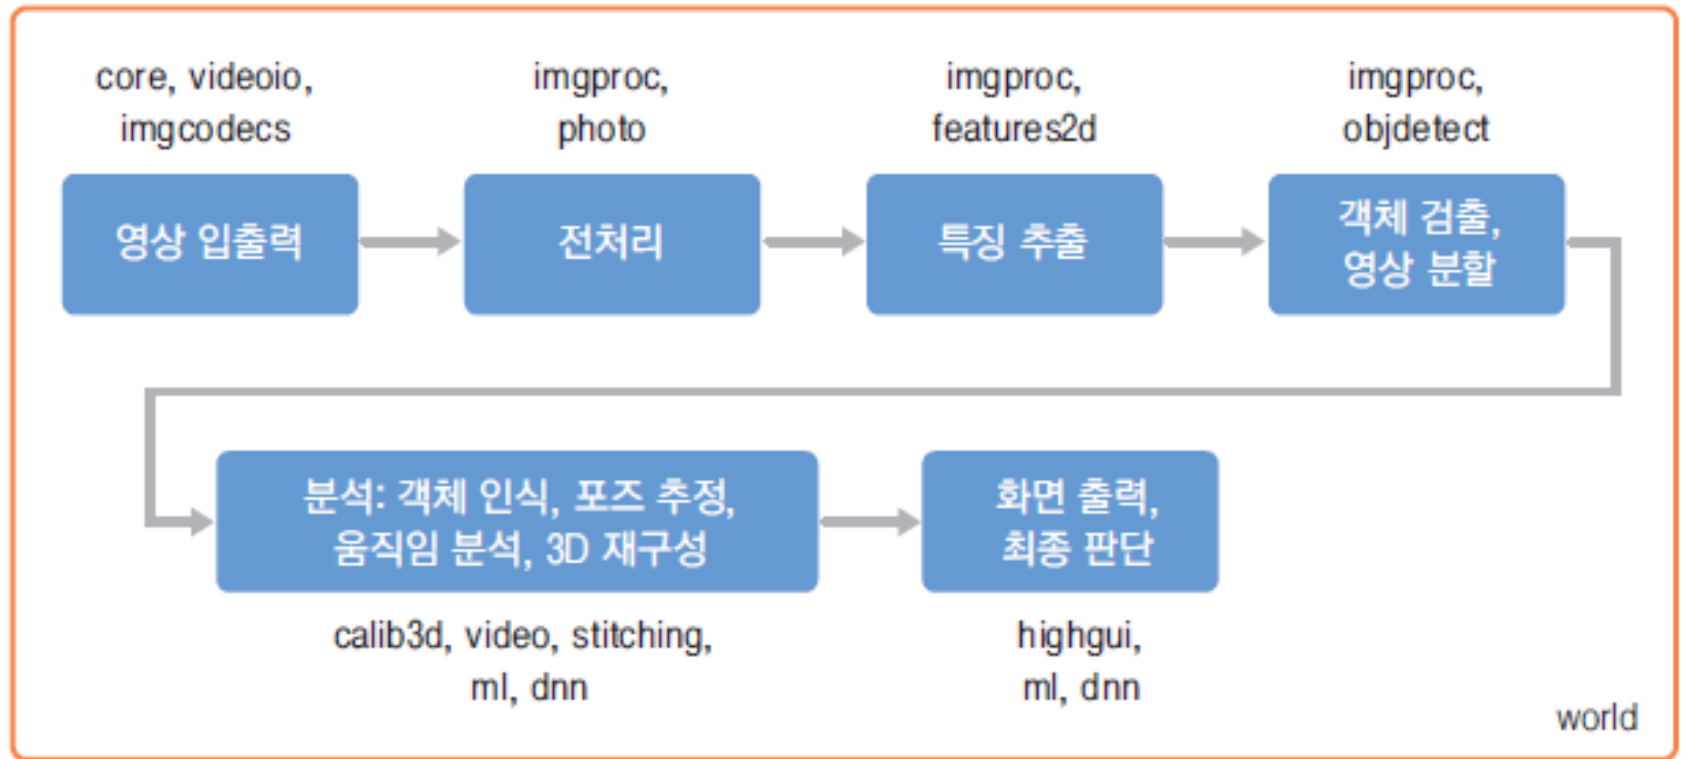 core, videoio,
imgcodecs
imgproc,
photo
imgproc,
features2d
imgproc,
objdetect
영상 입출력
전처리
특징 추출
객체 검출,
영상 분할
분석: 객체 인식, 포즈 추정,
움직임 분석, 3D 재구성
화면 출력,
최종 판단
calib3d, video, stitching,
ml, dnn
highgui,
ml, dnn
world